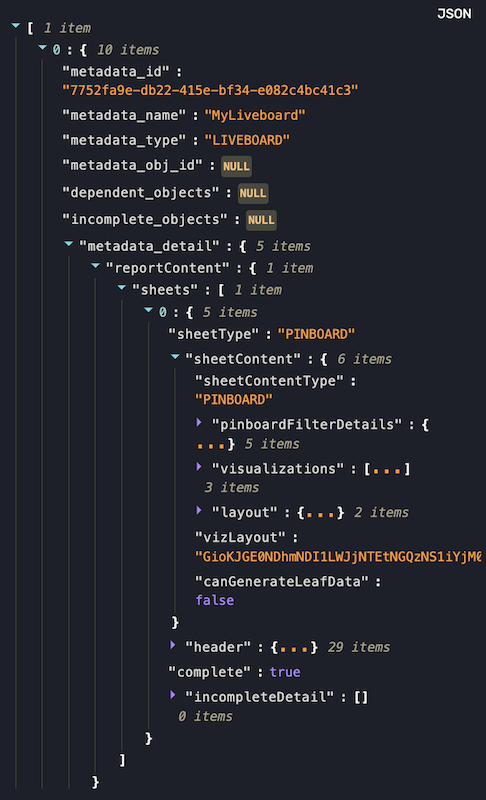 JSON
[ 1 item
0 : { 10 items
"metadata_id" :
"7752fa9e-db22-415e-bf34-e082c4bc41c3"
"metadata_name" : "MyLiveboard"
"metadata_type" : "LIVEBOARD"
"metadata_obj_id" : NULL
"dependent_objects" : NULL
"incomplete_objects" : NULL
"metadata_detail" : { 5 items
"reportContent" : { 1 item
"sheets" : [ 1 item
0 : { 5 items
"sheetType" : "PINBOARD"
"sheetContent" : { 6 items
"sheetContentType" :
"PINBOARD"
"pinboardFilterDetails" : {
...} 5 items
"visualizations" : [...]
3 items
"layout" : {...} 2 items
"vizLayout" :
"GioKJGE0NDhmNDI1LWJjNTEtNGQzNS1iYjM0
"canGenerateLeafData" :
false
}
"header" : {...} 29 items
"complete" : true
"incompleteDetail" : []
0 items
}
]
}